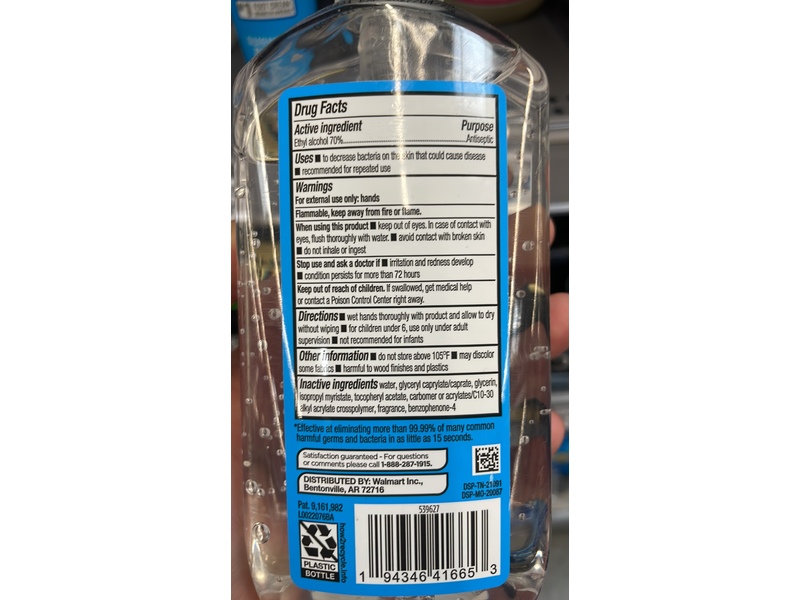 Drug Facts
Active ingredient Purpose
Ethyl alcohol 70%........Antiseptic
Uses ■ to decrease bacteria on the skin that could cause disease
■ recommended for repeated use
Warnings
For external use only: hands
Flammable, keep away from fire or flame.
When using this product ■ keep out of eyes. In case of contact with
eyes, flush thoroughly with water. ■ avoid contact with broken skin
■ do not inhale or ingest
Stop use and ask a doctor if ■ irritation and redness develop
■ condition persists for more than 72 hours
Keep out of reach of children. If swallowed, get medical help
or contact a Poison Control Center right away.
Directions ■ wet hands thoroughly with product and allow to dry
without wiping ■ for children under 6, use only under adult
supervision ■ not recommended for infants
Other information ■ do not store above 105°F ■ may discolor
some fabrics ■ harmful to wood finishes and plastics
Inactive ingredients water, glyceryl caprylate/caprate, glycerin,
isopropyl myristate, tocopheryl acetate, carbomer or acrylates/C10-30
alkyl acrylate crosspolymer, fragrance, benzophenone-4
*Effective at eliminating more than 99.99% of many common
harmful germs and bacteria in as little as 15 seconds.
Satisfaction guaranteed - For questions
or comments please call 1-888-287-1915.
DISTRIBUTED BY: Walmart Inc.,
Bentonville, AR 72716
DSP-TN-21091
DSP-MO-20087
Pat. 9,161,982
L0022076BA
how2recycle.info
PLASTIC
BOTTLE
539627
1 94346 41665 3